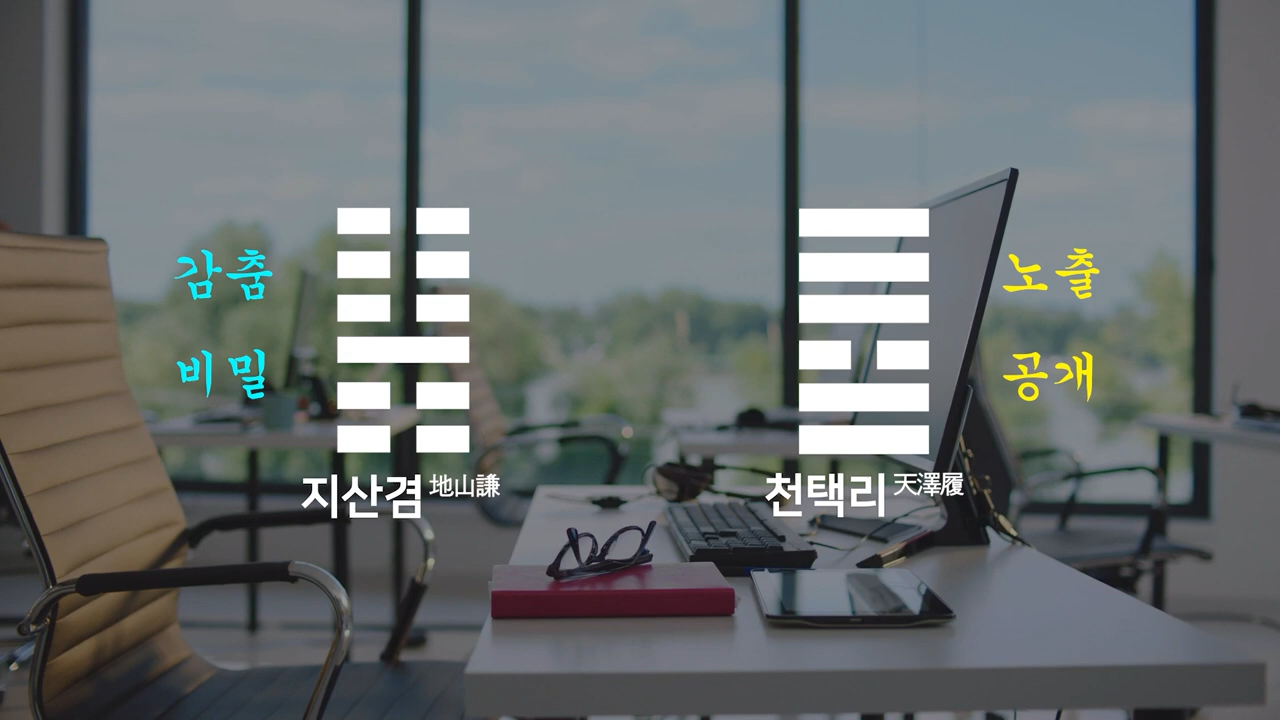 감춤
비밀
지산겸 地山謙
노출
공개
천택리 天澤履